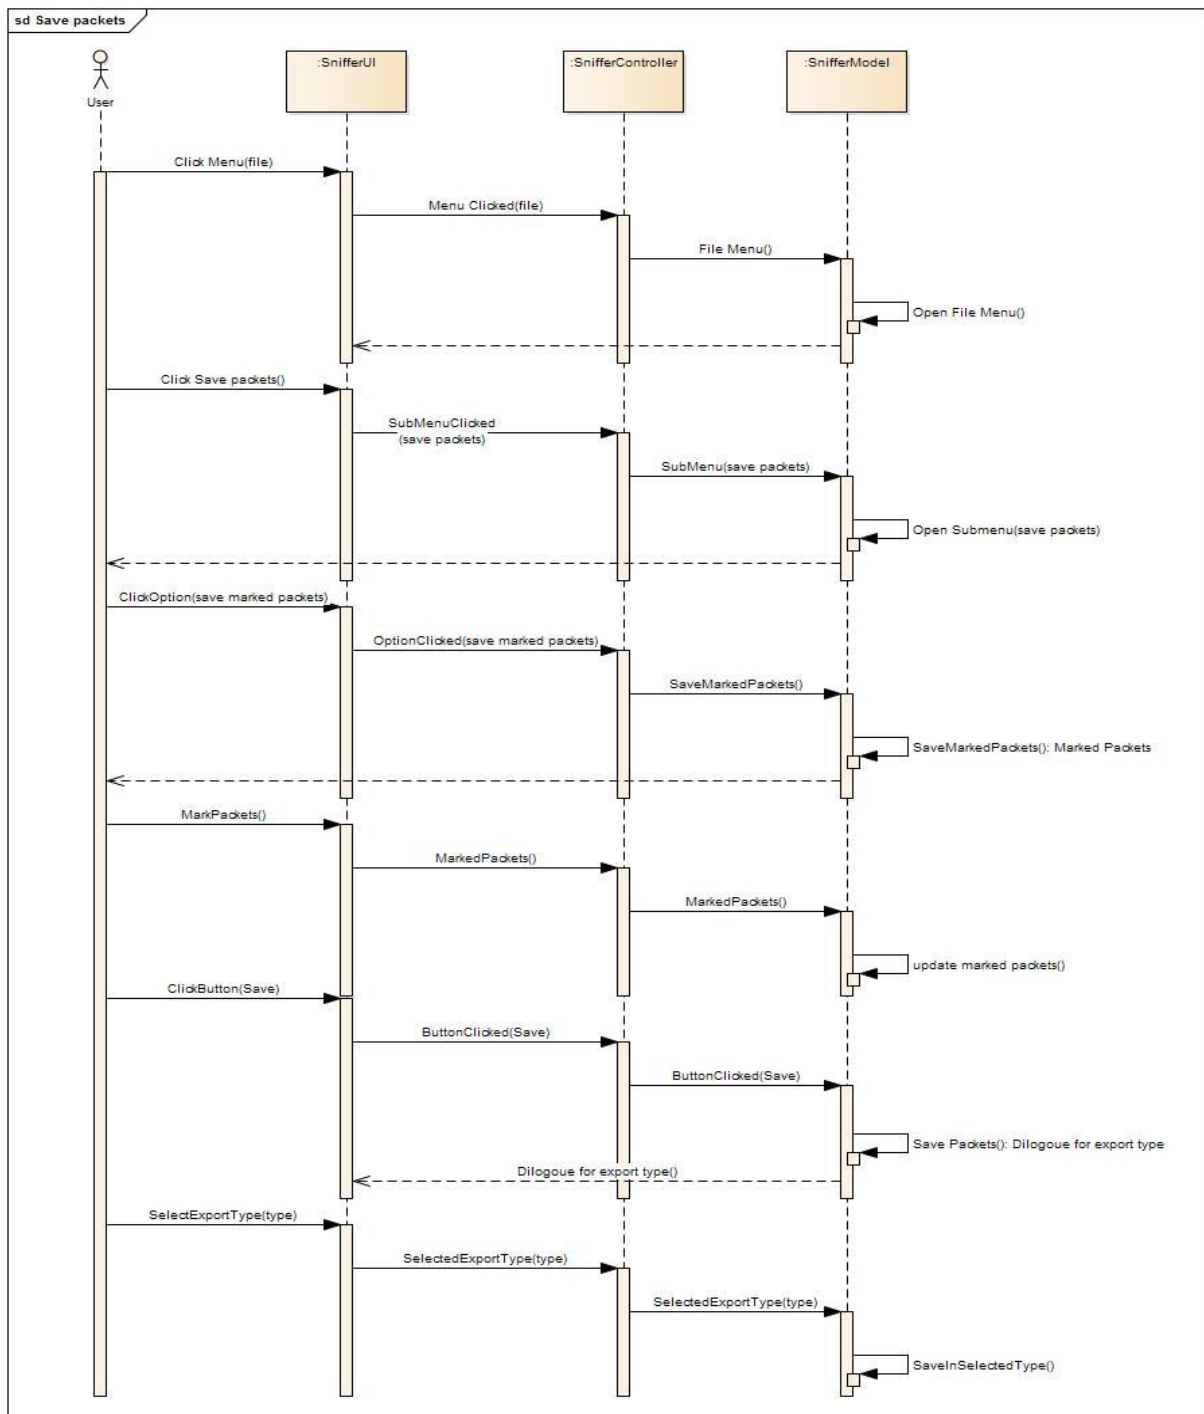 sd Save packets
User
:SnifferUI
:SnifferController
:SnifferModel
Click Menu(file)
Menu Clicked(file)
File Menu()
Open File Menu()
Click Save packets()
SubMenuClicked
(save packets)
SubMenu(save packets)
Open Submenu(save packets)
ClickOption(save marked packets)
OptionClicked(save marked packets)
SaveMarkedPackets()
SaveMarkedPackets(): Marked Packets
MarkPackets()
MarkedPackets()
MarkedPackets()
update marked packets()
ClickButton(Save)
ButtonClicked(Save)
ButtonClicked(Save)
Save Packets(): Dilogoue for export type
Dilogoue for export type()
SelectExportType(type)
SelectedExportType(type)
SelectedExportType(type)
SaveInSelectedType()